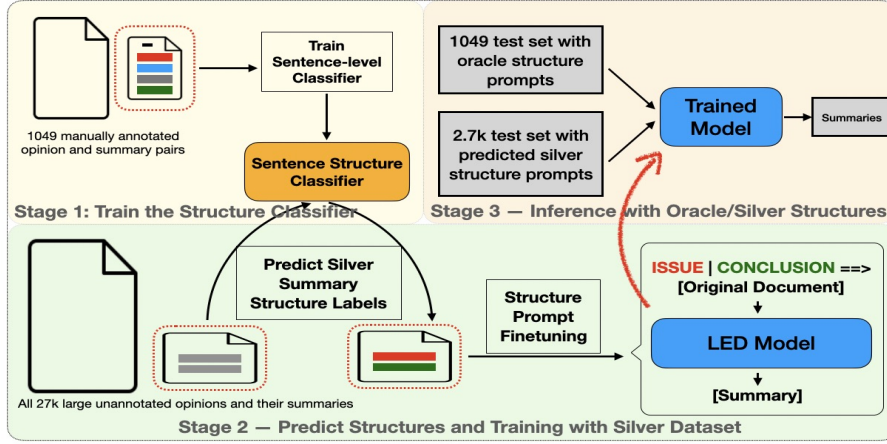 Train
Sentence-level
Classifier
1049 manually annotated
opinion and summary pairs
Sentence Structure
Classifier
Stage 1: Train the Structure Classifier
1049 test set with
oracle structure
prompts
2.7k test set with
predicted silver
structure prompts
Trained
Model
Summaries
Stage 3 — Inference with Oracle/Silver Structures
Predict Silver
Summary
Structure Labels
All 27k large unannotated opinions and their summaries
Structure
Prompt
Finetuning
ISSUE | CONCLUSION ==>
[Original Document]
LED Model
[Summary]
Stage 2 — Predict Structures and Training with Silver Dataset